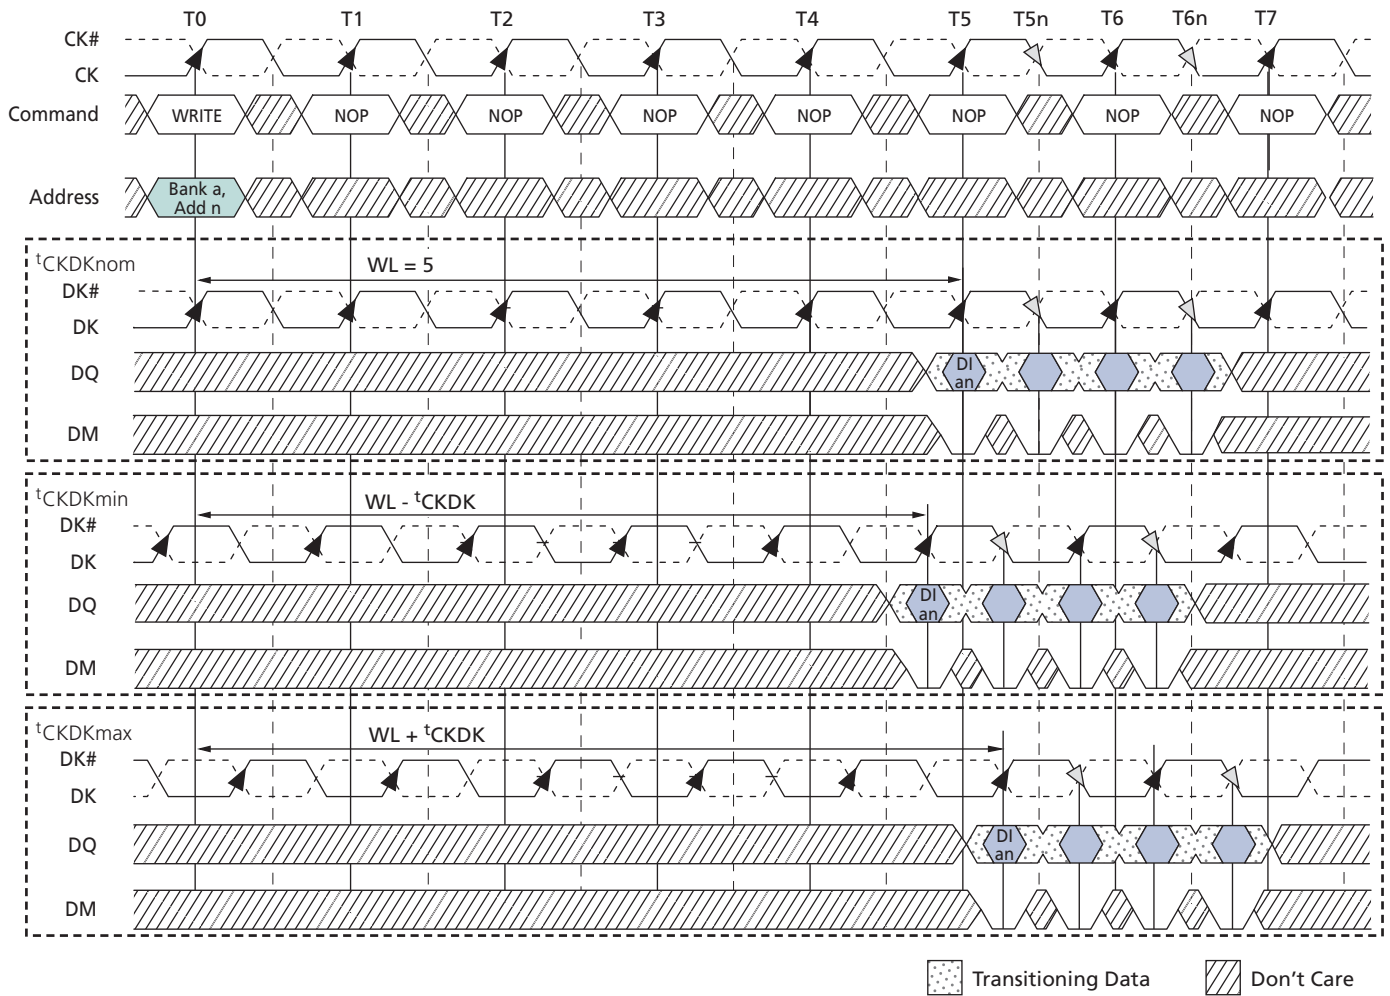 T0 T1 T2 T3 T4 T5 T5n T6 T6n T7
CK#
CK
Command WRITE NOP NOP NOP NOP NOP NOP NOP
Address Bank a,
Add n
tCKDKnom
WL = 5
DK#
DK
DQ DI
an
DM
tCKDKmin
WL - tCKDK
DK#
DK
DQ DI
an
DM
tCKDKmax
WL + tCKDK
DK#
DK
DQ DI
an
DM
Transitioning Data Don't Care